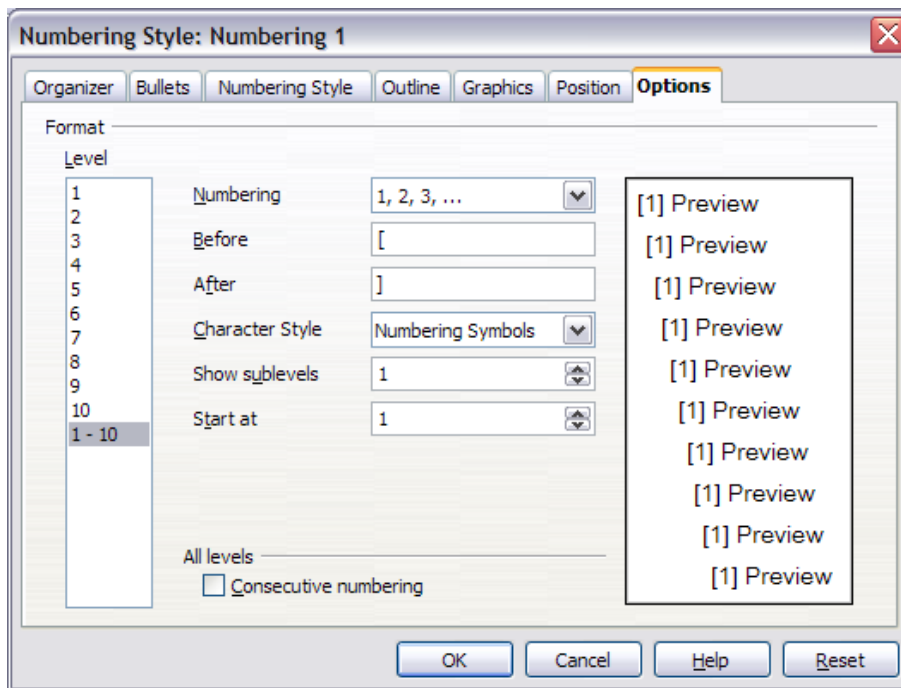 Numbering Style: Numbering 1
Organizer Bullets Numbering Style Outline Graphics Position Options
Format
Level
1
2
3
4
5
6
7
8
9
10
1 - 10
Numbering 1, 2, 3, ...
Before [
After ]
Character Style Numbering Symbols
Show sublevels 1
Start at 1
All levels
Consecutive numbering
[1] Preview
[1] Preview
[1] Preview
[1] Preview
[1] Preview
[1] Preview
[1] Preview
[1] Preview
[1] Preview
[1] Preview
OK Cancel Help Reset